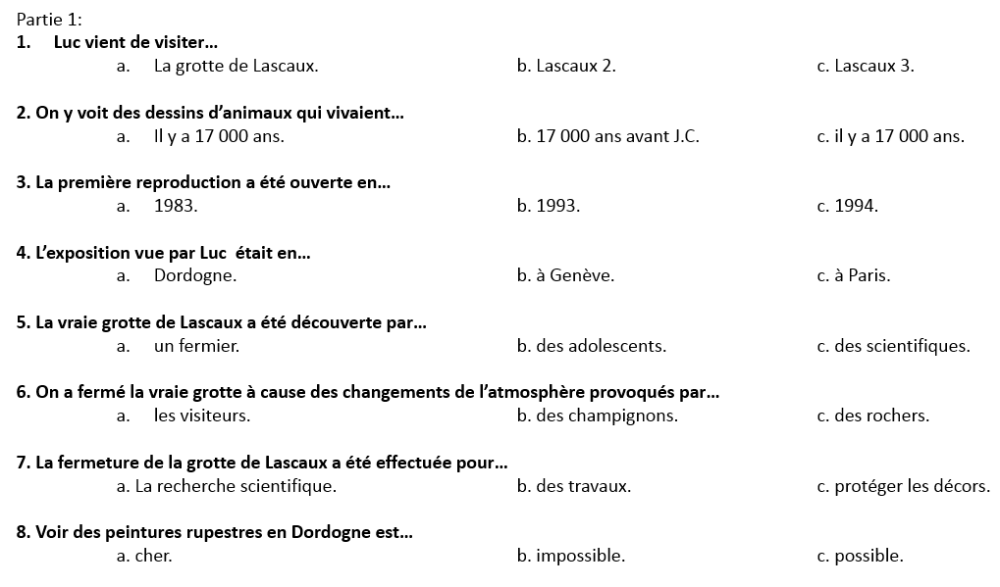 Partie 1:
1. Luc vient de visiter...
a. La grotte de Lascaux. b. Lascaux 2. c. Lascaux 3.
2. On y voit des dessins d’animaux qui vivaient...
a. Il y a 17 000 ans. b. 17 000 ans avant J.C. c. il y a 17 000 ans.
3. La première reproduction a été ouverte en...
a. 1983. b. 1993. c. 1994.
4. L’exposition vue par Luc était en...
a. Dordogne. b. à Genève. c. à Paris.
5. La vraie grotte de Lascaux a été découverte par...
a. un fermier. b. des adolescents. c. des scientifiques.
6. On a fermé la vraie grotte à cause des changements de l’atmosphère provoqués par...
a. les visiteurs. b. des champignons. c. des rochers.
7. La fermeture de la grotte de Lascaux a été effectuée pour...
a. La recherche scientifique. b. des travaux. c. protéger les décors.
8. Voir des peintures rupestres en Dordogne est...
a. cher. b. impossible. c. possible.